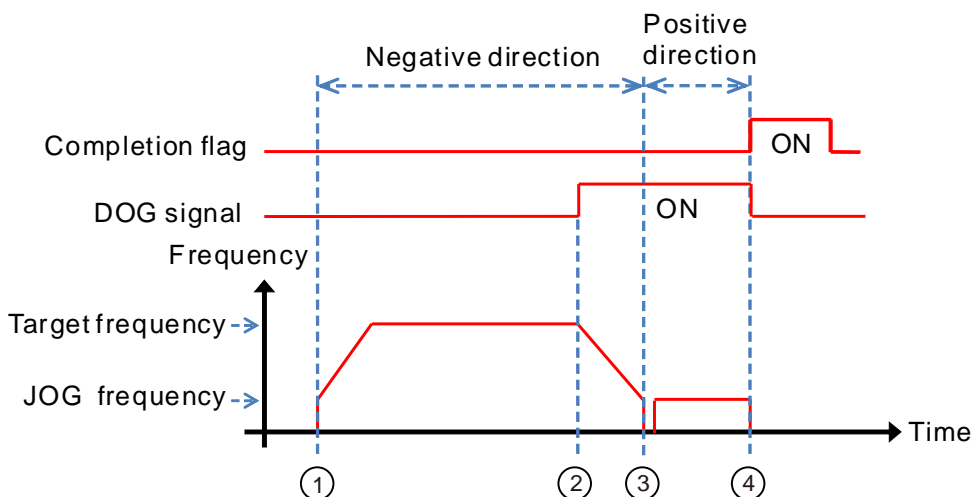 Positive
direction
Negative direction
Completion flag
ON
DOG signal
ON
Frequency
Target frequency
JOG frequency
Time
1
2
3
4